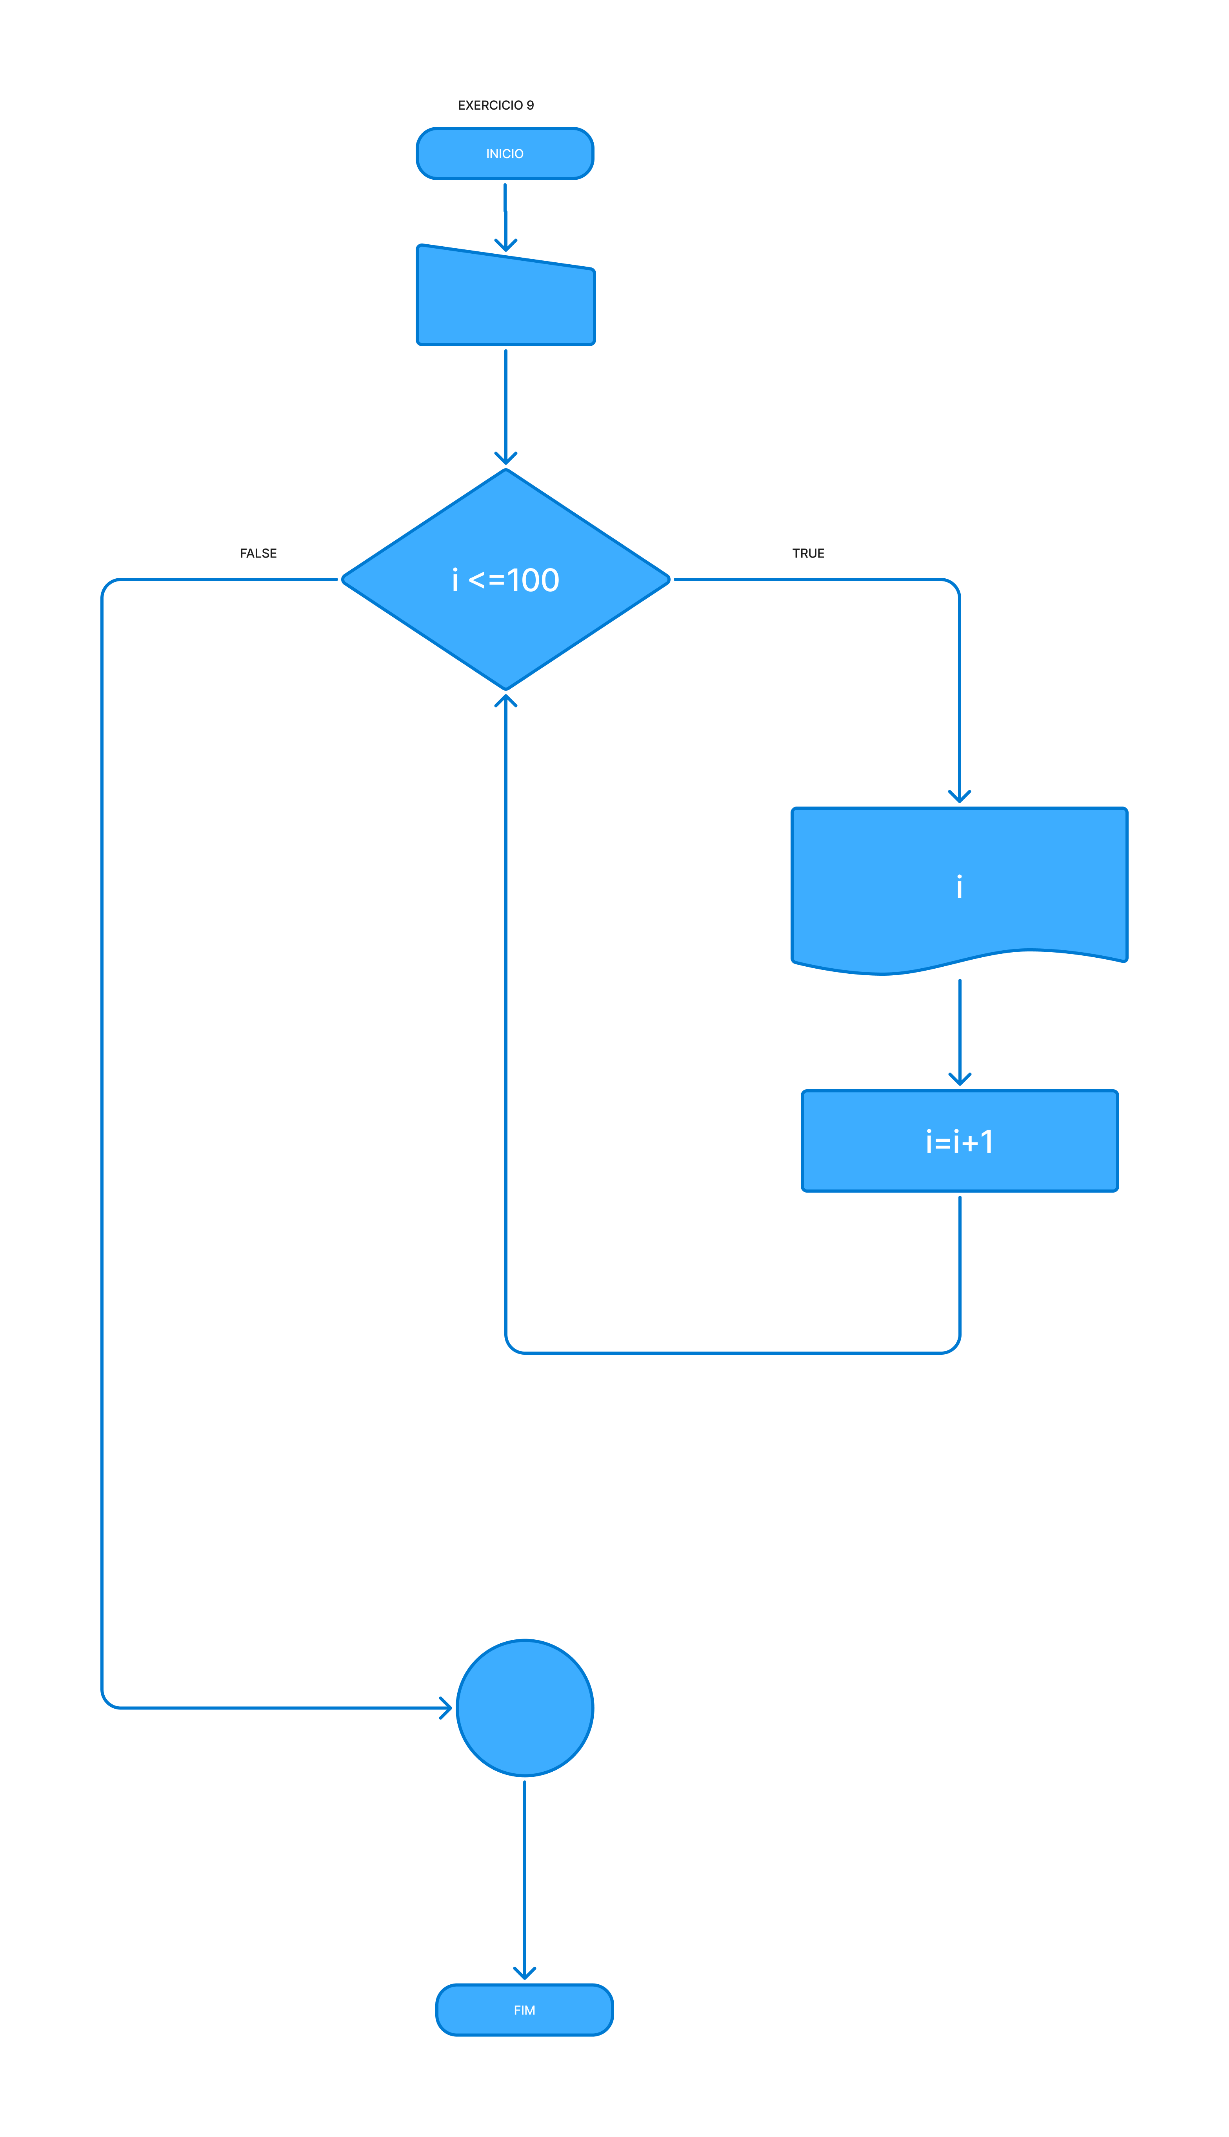 EXERCICIO 9
INICIO
i <=100
FALSE
TRUE
i
i=i+1
FIM